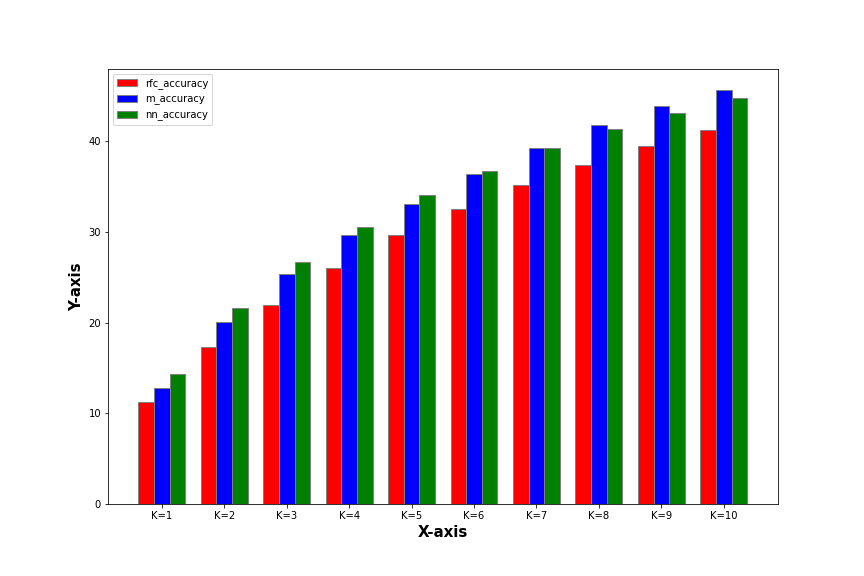 rfc_accuracy
m_accuracy
nn_accuracy
40
30
20
10
0
Y-axis
K=1 K=2 K=3 K=4 K=5 K=6 K=7 K=8 K=9 K=10
X-axis